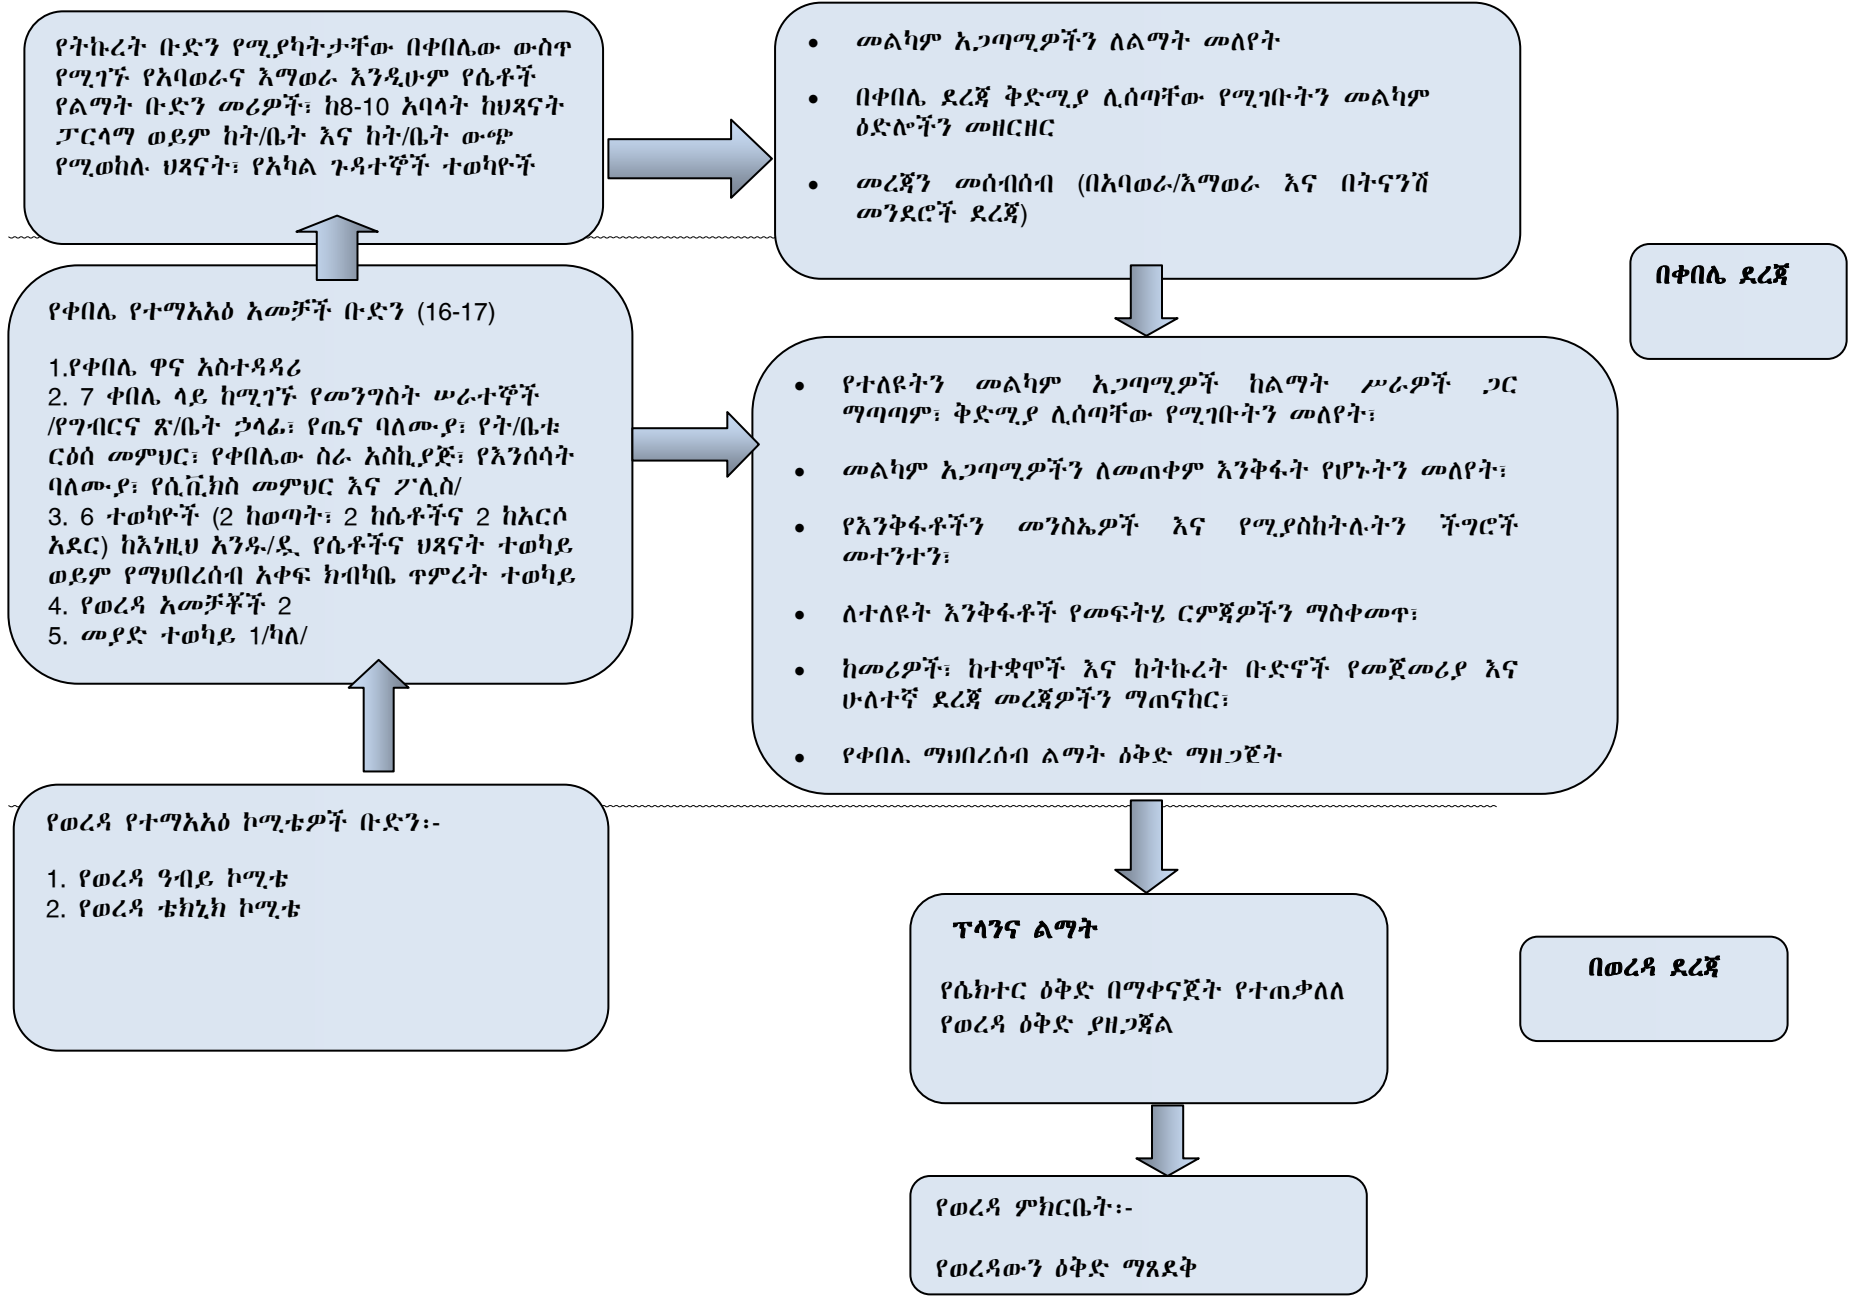 የትኩረት ቡድን የሚያካትታቸው በቀበሌው ውስጥ
የሚገኙ የአባወራና እማወራ እንዲሁም የሴቶች
የልማት ቡድን መሪዎች፣ ከ8-10 አባላት ከህጻናት
ፓርላማ ወይም ከት/ቤት እና ከት/ቤት ውጭ
የሚወከሉ ህጻናት፣ የአካል ጉዳተኞች ተወካዮች
• መልካም አጋጣሚዎችን ለልማት መለየት
• በቀበሌ ደረጃ ቅድሚያ ሊሰጣቸው የሚገቡትን መልካም
ዕድሎችን መዘርዘር
• መረጃን መሰብሰብ (በአባወራ/እማወራ እና በትናንሽ
መንደሮች ደረጃ)
በቀበሌ ደረጃ
የቀበሌ የተማአአዕ አመቻች ቡድን (16-17)
1.የቀበሌ ዋና አስተዳዳሪ
2. 7 ቀበሌ ላይ ከሚገኙ የመንግስት ሠራተኞች
/የግብርና ጽ/ቤት ኃላፊ፣ የጤና ባለሙያ፣ የት/ቤቱ
ርዕሰ መምህር፣ የቀበሌው ስራ አስኪያጅ፣ የእንሰሳት
ባለሙያ፣ የሲቪክስ መምህር እና ፖሊስ/
3. 6 ተወካዮች (2 ከወጣት፣ 2 ከሴቶችና 2 ከአርሶ
አደር) ከእነዚህ አንዱ/ዷ የሴቶችና ህጻናት ተወካይ
ወይም የማህበረሰብ አቀፍ ክብካቤ ጥምረት ተወካይ
4. የወረዳ አመቻቾች 2
5. መያድ ተወካይ 1/ካለ/
• የተለዩትን መልካም አጋጣሚዎች ከልማት ሥራዎች ጋር
ማጣጣም፣ ቅድሚያ ሊሰጣቸው የሚገቡትን መለየት፣
• መልካም አጋጣሚዎችን ለመጠቀም እንቅፋት የሆኑትን መለየት፣
• የእንቅፋቶችን መንስኤዎች እና የሚያስከትሉትን ችግሮች
መተንተን፣
• ለተለዩት እንቅፋቶች የመፍትሄ ርምጃዎችን ማስቀመጥ፣
• ከመሪዎች፣ ከተቋሞች እና ከትኩረት ቡድኖች የመጀመሪያ እና
ሁለተኛ ደረጃ መረጃዎችን ማጠናከር፣
• የቀበሌ ማህበረሰብ ልማት ዕቅድ ማዘጋጀት
የወረዳ የተማአአዕ ኮሚቴዎች ቡድን፡-
1. የወረዳ ዓብይ ኮሚቴ
2. የወረዳ ቴክኒክ ኮሚቴ
ፕላንና ልማት
የሴክተር ዕቅድ በማቀናጀት የተጠቃለለ
የወረዳ ዕቅድ ያዘጋጃል
በወረዳ ደረጃ
የወረዳ ምክርቤት፡-
የወረዳውን ዕቅድ ማጸደቅ